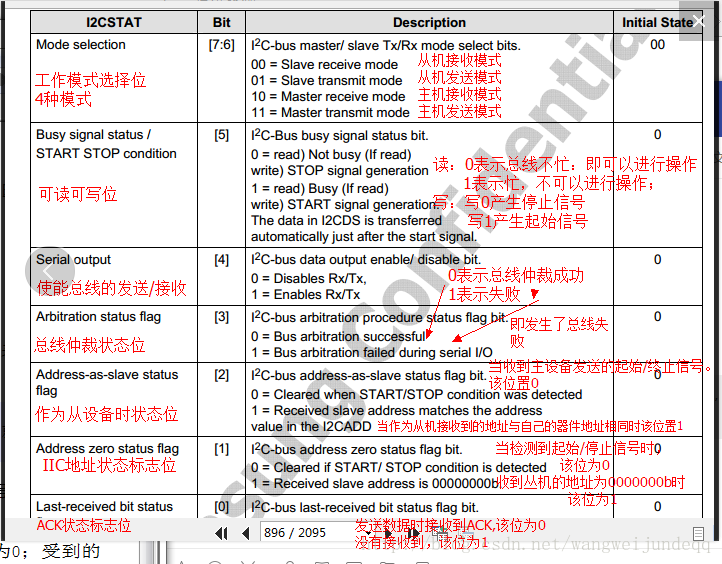 I2CSTAT Bit Description Initial State
Mode selection [7:6] I²C-bus master/ slave Tx/Rx mode select bits. 00
00 = Slave receive mode 从机接收模式
01 = Slave transmit mode 从机发送模式
10 = Master receive mode 主机接收模式
11 = Master transmit mode 主机发送模式
工作模式选择位
4种模式
Busy signal status / [5] I²C-Bus busy signal status bit. 0
START STOP condition
0 = read) Not busy (If read)
write) STOP signal generation
1 = read) Busy (If read)
write) START signal generation.
The data in I2CDS is transferred
automatically just after the start signal.
可读可写位
读：0表示总线不忙：即可以进行操作
1表示忙，不可以进行操作；
写：写0产生停止信号
写1产生起始信号
Serial output [4] I²C-bus data output enable/ disable bit. 0
0 = Disables Rx/Tx,
1 = Enables Rx/Tx
使能总线的发送/接收
0表示总线仲裁成功
1表示失败
Arbitration status flag [3] I²C-bus arbitration procedure status flag bit. 0
0 = Bus arbitration successful
1 = Bus arbitration failed during serial I/O
总线仲裁状态位
即发生了总线失
败
Address-as-slave status [2] I²C-bus address-as-slave status flag bit. 0
flag
0 = Cleared when START/STOP condition was detected
1 = Received slave address matches the address
value in the I2CADD 当作为从机接收到的地址与自己的器件地址相同时该位置1
作为从设备时状态位
当收到主设备发送的起始/终止信号。
该位置0
Address zero status flag [1] I²C-bus address zero status flag bit. 0
0 = Cleared if START/ STOP condition is detected
1 = Received slave address is 00000000b
IIC地址状态标志位
当检测到起始/停止信号时，
该位为0
收到从机的地址为0000000b时
该位为1
Last-received bit status [0] I²C-bus last-received bit status flag bit. 0
ACK状态标志位
发送数据时接收到ACK,该位为0
没有接收到，该位为1
896 / 2095
为0；受到的
sung Confidential
sdn.net/wangweijundeqq